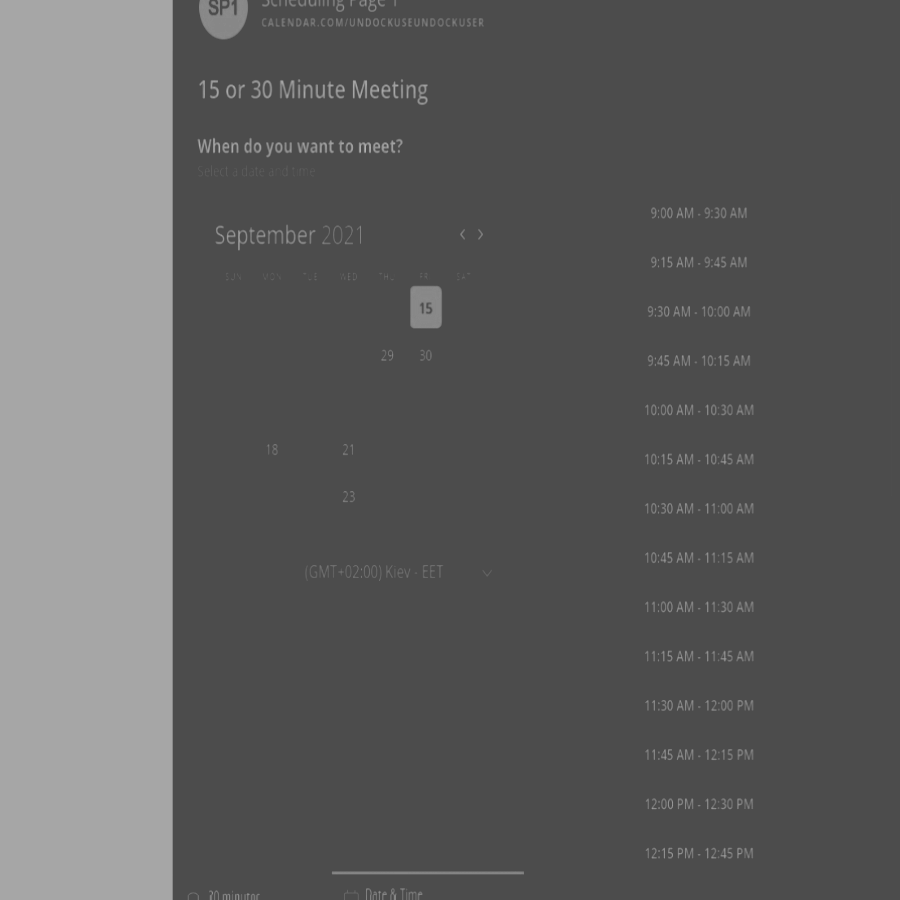 SP1
Scheduling Page 1
CALENDAR.COM/UNDOCKUSEUNDOCKUSER
15 or 30 Minute Meeting
When do you want to meet?
Select a date and time
September 2021
SUN MON TUE WED THU FRI SAT
15
29 30
18 21
23
(GMT+02:00) Kiev - EET
9:00 AM - 9:30 AM
9:15 AM - 9:45 AM
9:30 AM - 10:00 AM
9:45 AM - 10:15 AM
10:00 AM - 10:30 AM
10:15 AM - 10:45 AM
10:30 AM - 11:00 AM
10:45 AM - 11:15 AM
11:00 AM - 11:30 AM
11:15 AM - 11:45 AM
11:30 AM - 12:00 PM
11:45 AM - 12:15 PM
12:00 PM - 12:30 PM
12:15 PM - 12:45 PM
30 minutes
Date & Time